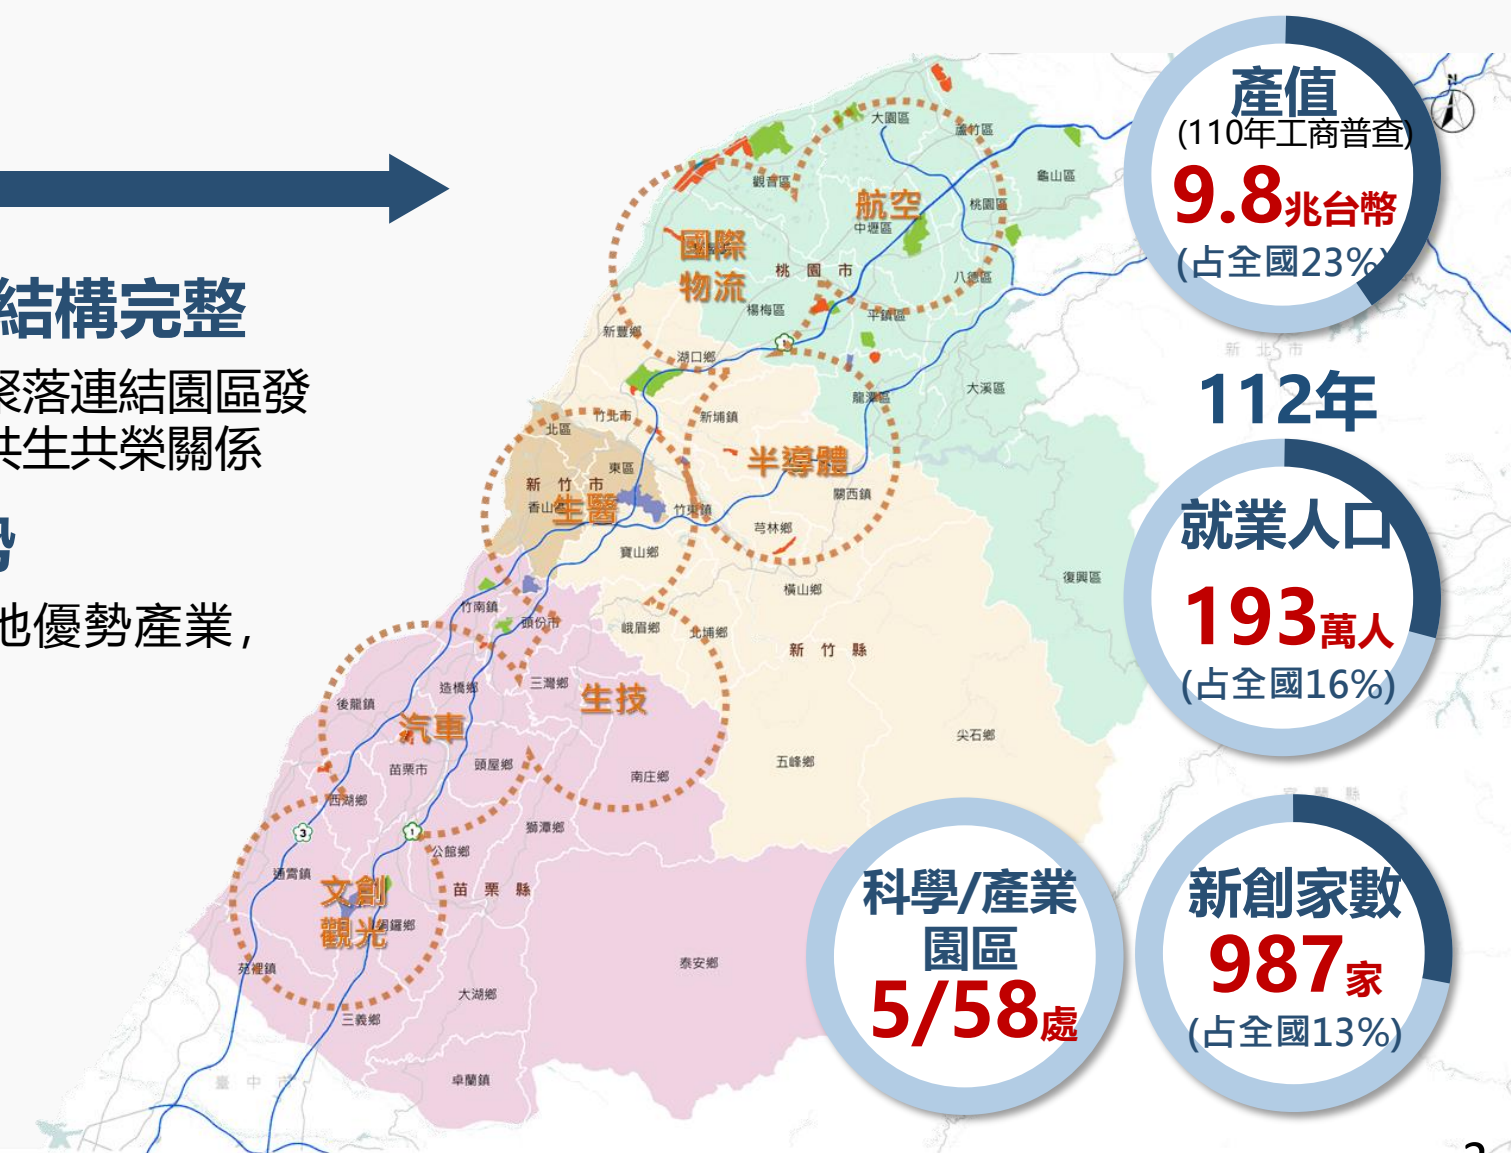 結構完整
聚落連結園區發
共生共榮關係
勢
他優勢產業，
產值
(110年工商普查)
9.8兆台幣
(占全國23%)
112年
就業人口
193萬人
(占全國16%)
科學/產業
園區
5/58處
新創家數
987家
(占全國13%)
N
大園區
蘆竹區
龜山區
觀音區
航空
桃園區
中壢區
國際
物流
桃園市
八德區
楊梅區
平鎮區
新豐鄉
1
新北市
湖口鄉
大溪區
龍潭區
竹北市
新埔鎮
北區
東區
半導體
新竹市
關西鎮
香山區
生醫
竹東鎮
芎林鄉
寶山鄉
復興區
橫山鄉
竹南鎮
頭份市
峨眉鄉
北埔鄉
新竹縣
三灣鄉
造橋鄉
生技
後龍鎮
汽車
尖石鄉
五峰鄉
頭屋鄉
苗栗市
南庄鄉
宜蘭縣
西湖鄉
獅潭鄉
3
1
公館鄉
通霄鎮
苗栗縣
文創
觀光
銅鑼鄉
泰安鄉
苑裡鎮
大湖鄉
三義鄉
臺中市
卓蘭鎮